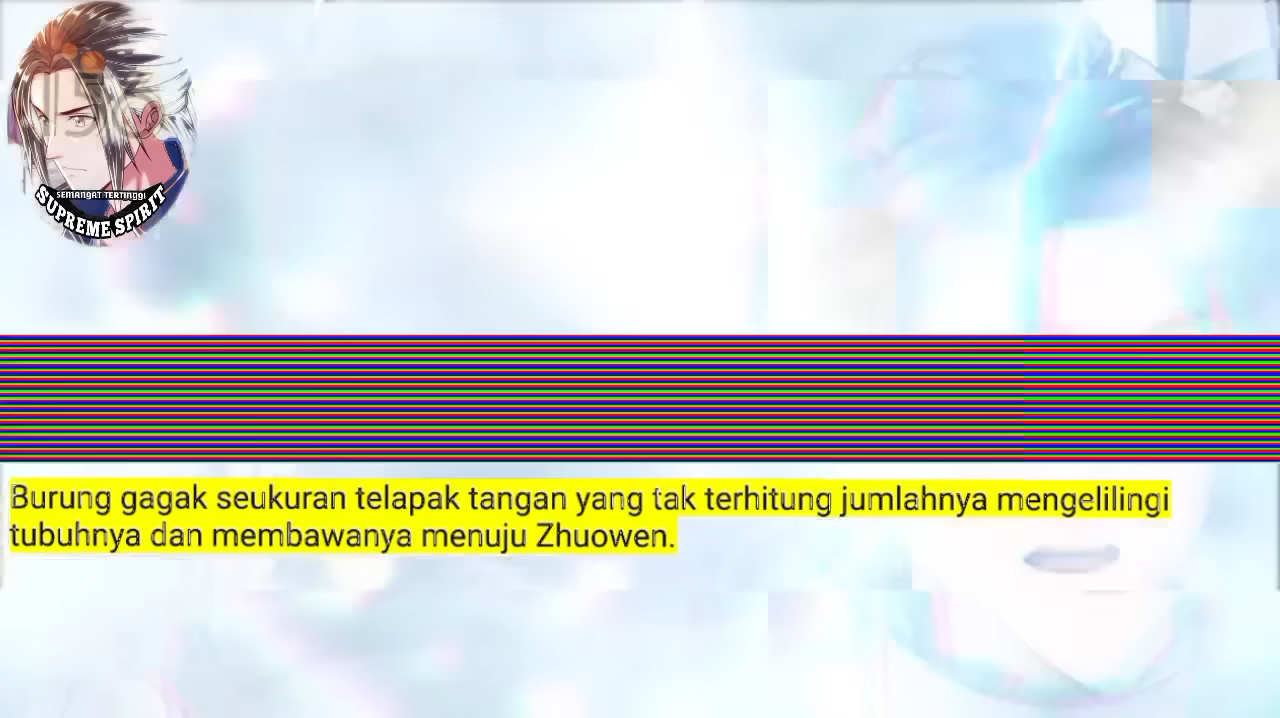 SEMANGAT TERTINGGI
SUPREME SPIRIT
Burung gagak seukuran telapak tangan yang tak terhitung jumlahnya mengelilingi
tubuhnya dan membawanya menuju Zhuowen.